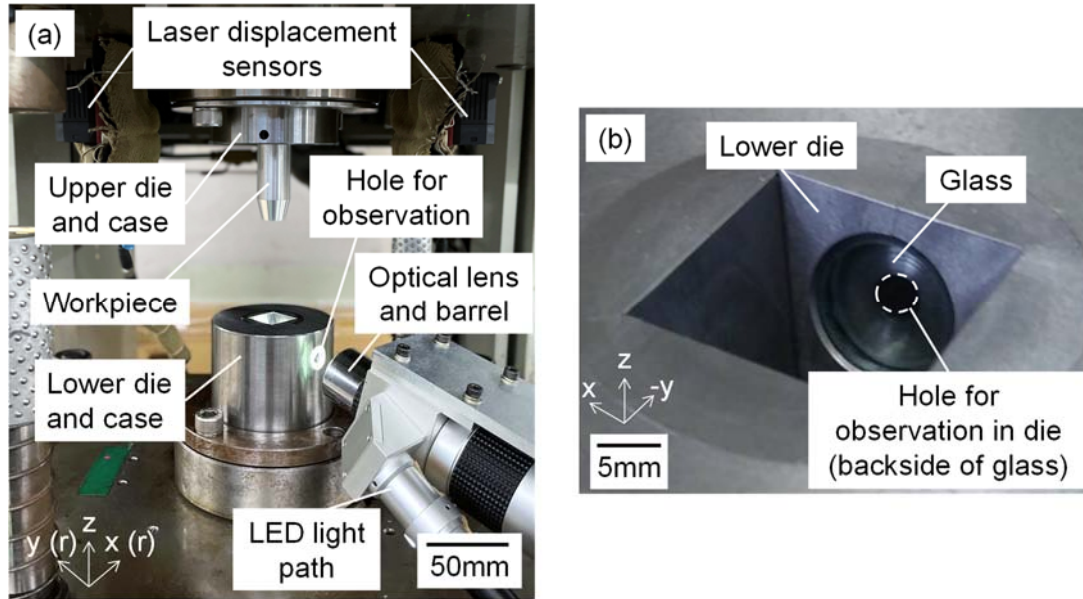 (a)
Laser displacement
sensors
Upper die
and case
Hole for
observation
Workpiece
Optical lens
and barrel
Lower die
and case
LED light
path
y (r)
z
x (r)
50mm
(b)
Lower die
Glass
x
z
-y
Hole for
observation in die
(backside of glass)
5mm